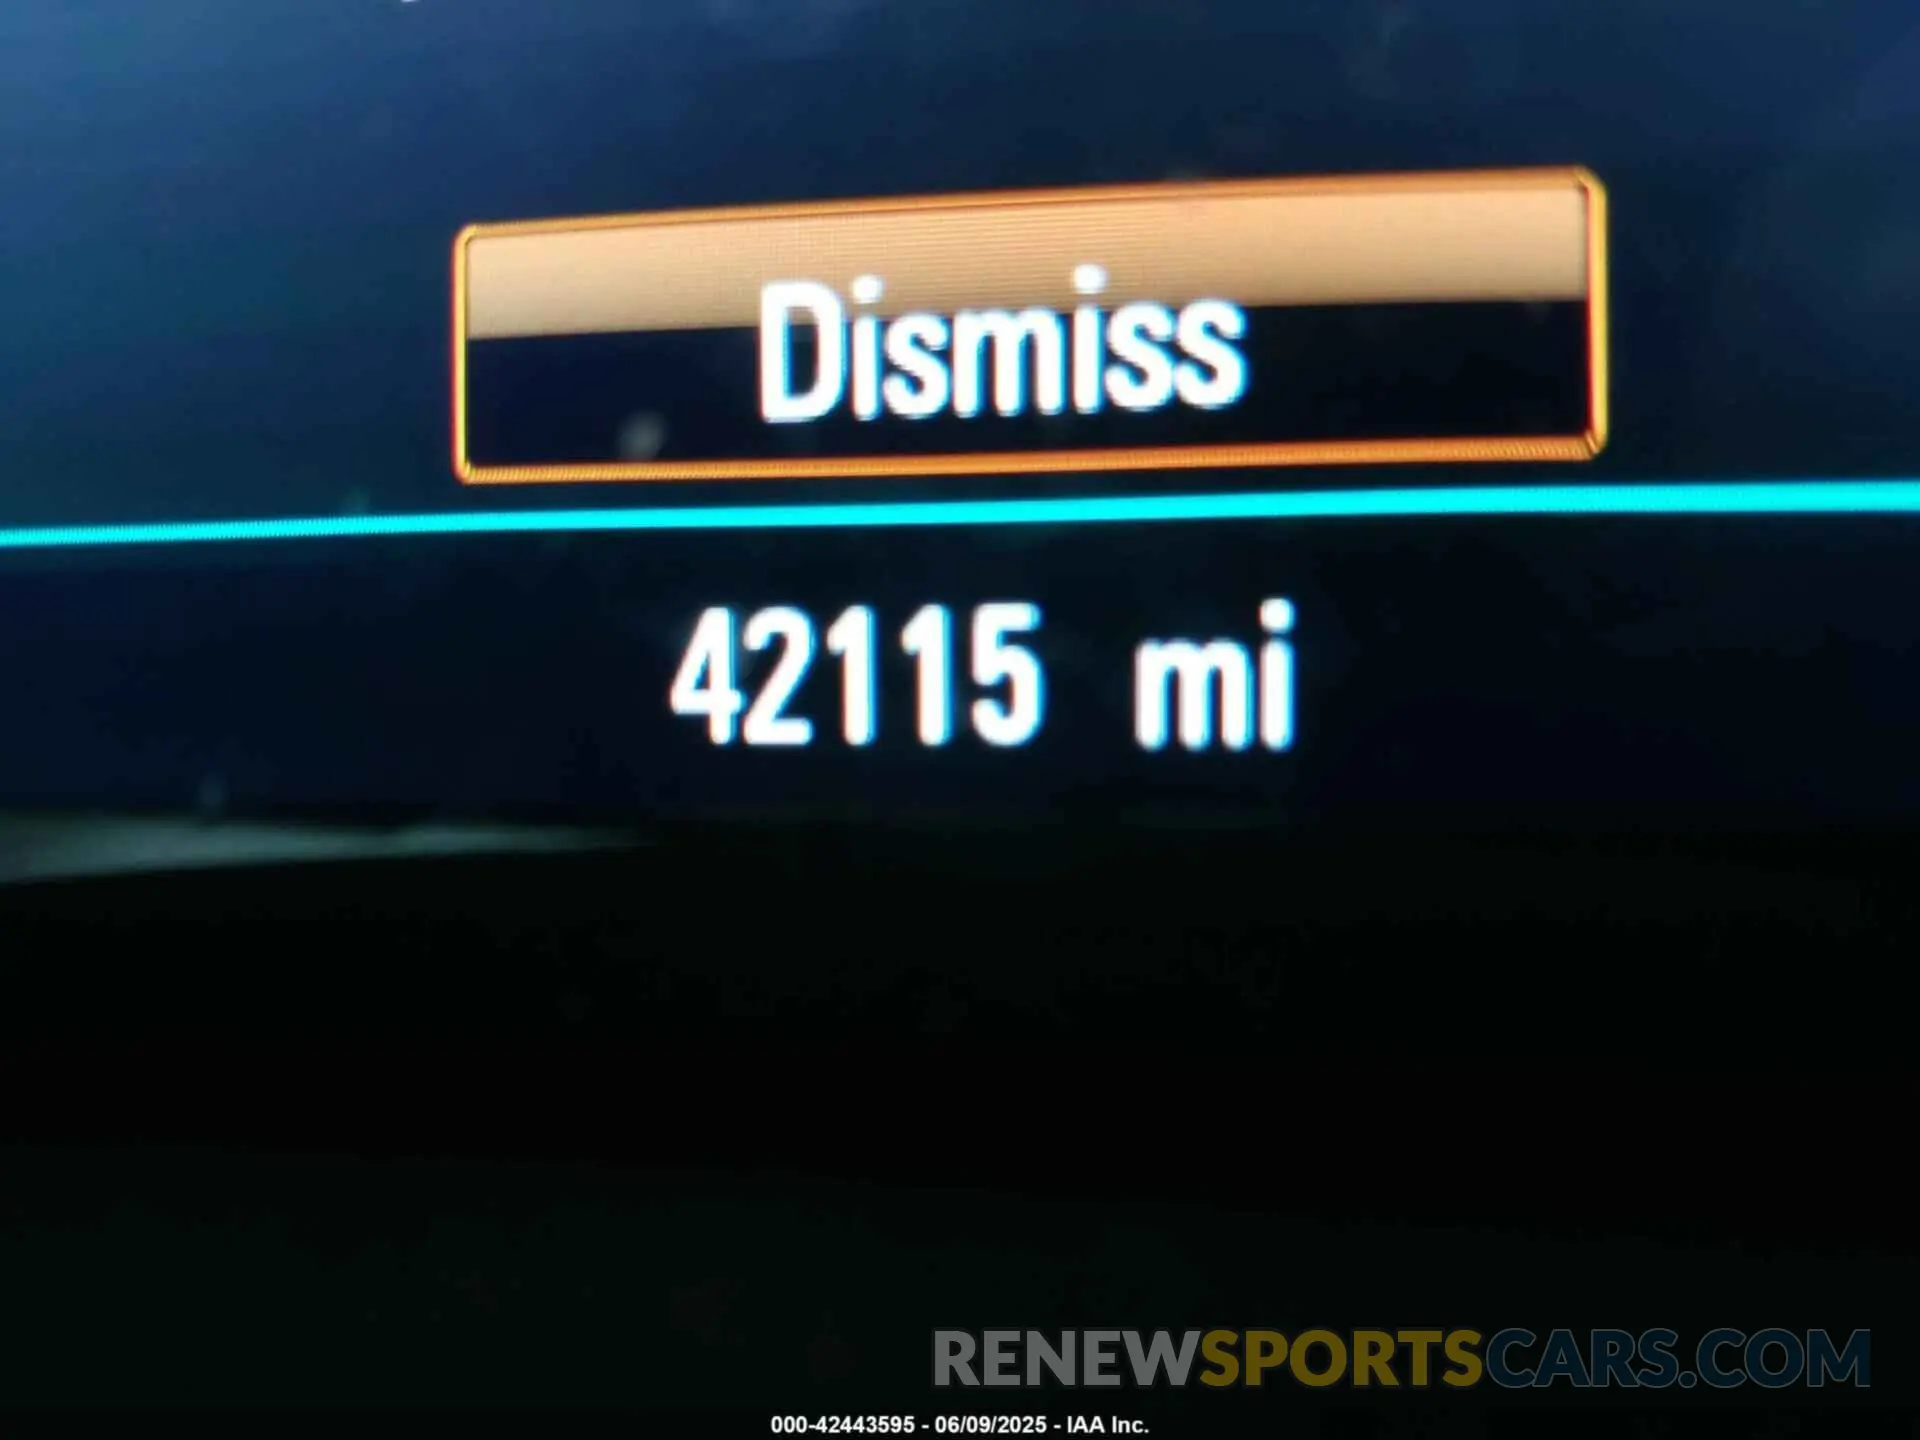 Dismiss
42115 mi
RENEWSPORTSCARS.COM
000-42443595 - 06/09/2025 - IAA Inc.